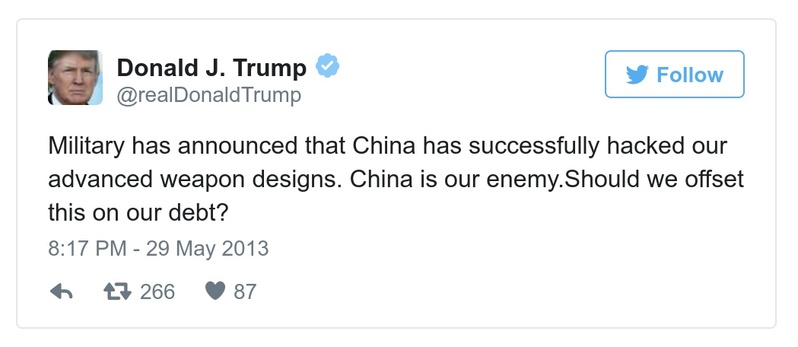 Donald J. Trump
@realDonaldTrump
Follow
Military has announced that China has successfully hacked our
advanced weapon designs. China is our enemy.Should we offset
this on our debt?
8:17 PM - 29 May 2013
266 87